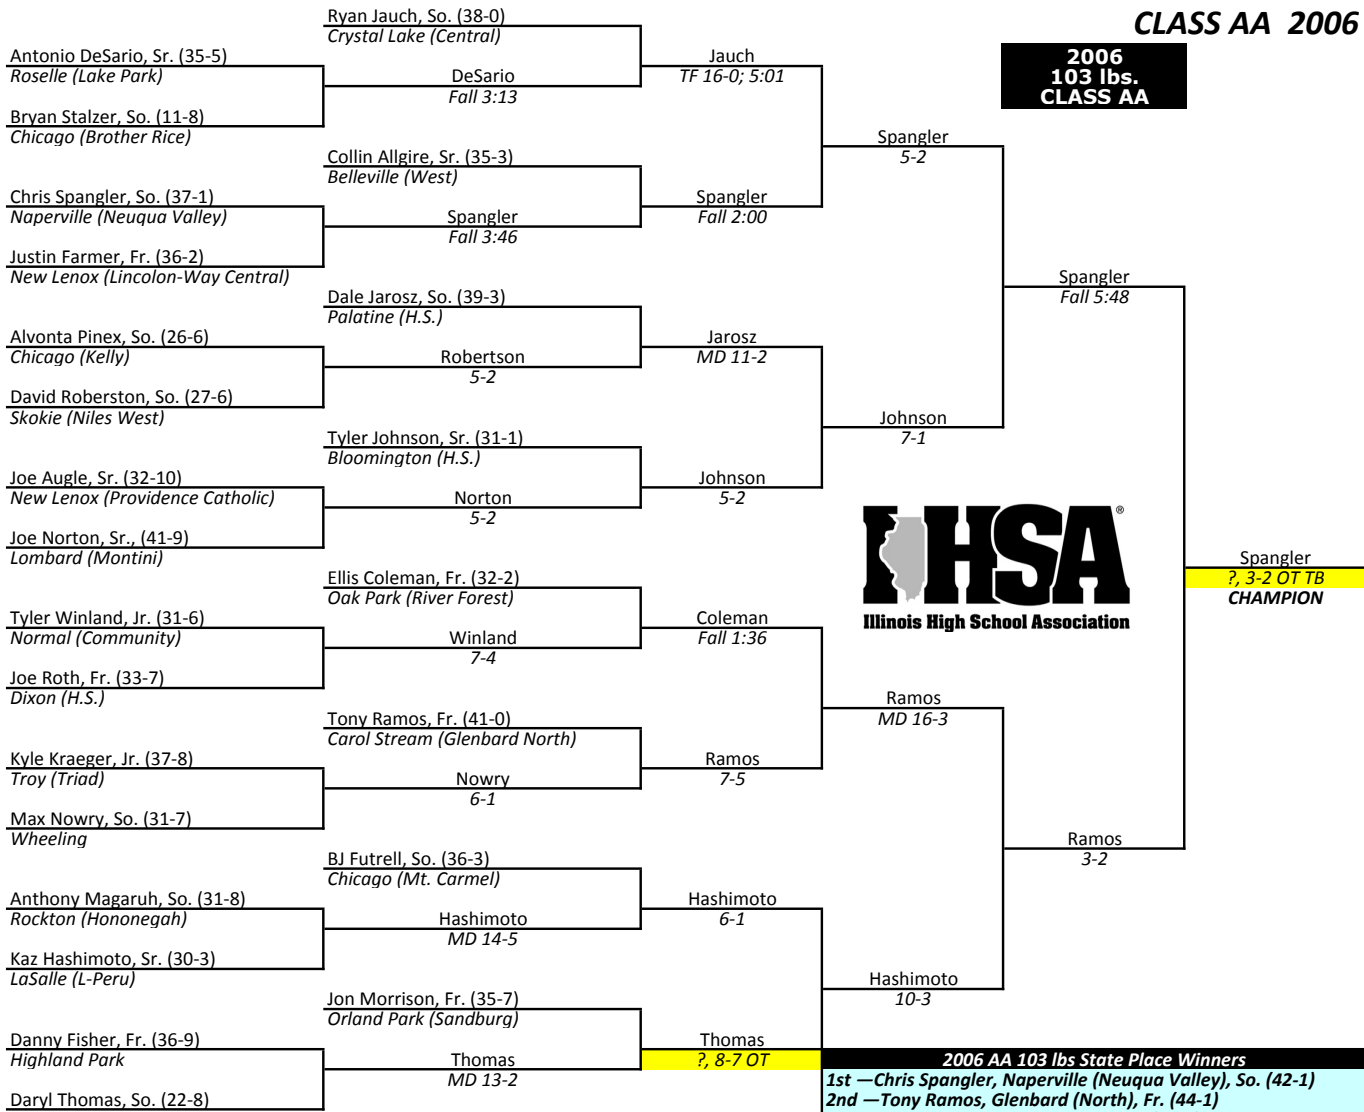 CLASS AA 2006
2006
103 lbs.
CLASS AA
Antonio DeSario, Sr. (35-5)
Roselle (Lake Park)
Bryan Stalzer, So. (11-8)
Chicago (Brother Rice)
Chris Spangler, So. (37-1)
Naperville (Neuqua Valley)
Justin Farmer, Fr. (36-2)
New Lenox (Lincolon-Way Central)
Alvonta Pinex, So. (26-6)
Chicago (Kelly)
David Roberston, So. (27-6)
Skokie (Niles West)
Joe Augle, Sr. (32-10)
New Lenox (Providence Catholic)
Joe Norton, Sr., (41-9)
Lombard (Montini)
Tyler Winland, Jr. (31-6)
Normal (Community)
Joe Roth, Fr. (33-7)
Dixon (H.S.)
Kyle Kraeger, Jr. (37-8)
Troy (Triad)
Max Nowry, So. (31-7)
Wheeling
Anthony Magaruh, So. (31-8)
Rockton (Hononegah)
Kaz Hashimoto, Sr. (30-3)
LaSalle (L-Peru)
Danny Fisher, Fr. (36-9)
Highland Park
Daryl Thomas, So. (22-8)
Ryan Jauch, So. (38-0)
Crystal Lake (Central)
DeSario
Fall 3:13
Collin Allgire, Sr. (35-3)
Belleville (West)
Spangler
Fall 3:46
Dale Jarosz, So. (39-3)
Palatine (H.S.)
Robertson
5-2
Tyler Johnson, Sr. (31-1)
Bloomington (H.S.)
Norton
5-2
Ellis Coleman, Fr. (32-2)
Oak Park (River Forest)
Winland
7-4
Tony Ramos, Fr. (41-0)
Carol Stream (Glenbard North)
Nowry
6-1
BJ Futrell, So. (36-3)
Chicago (Mt. Carmel)
Hashimoto
MD 14-5
Jon Morrison, Fr. (35-7)
Orland Park (Sandburg)
Thomas
MD 13-2
Jauch
TF 16-0; 5:01
Spangler
Fall 2:00
Jarosz
MD 11-2
Johnson
5-2
Coleman
Fall 1:36
Ramos
7-5
Hashimoto
6-1
Thomas
?, 8-7 OT
Spangler
5-2
Johnson
7-1
Ramos
MD 16-3
Hashimoto
10-3
Spangler
Fall 5:48
Ramos
3-2
Spangler
?, 3-2 OT TB
CHAMPION
IHSA®
Illinois High School Association
2006 AA 103 lbs State Place Winners
1st —Chris Spangler, Naperville (Neuqua Valley), So. (42-1)
2nd —Tony Ramos, Glenbard (North), Fr. (44-1)